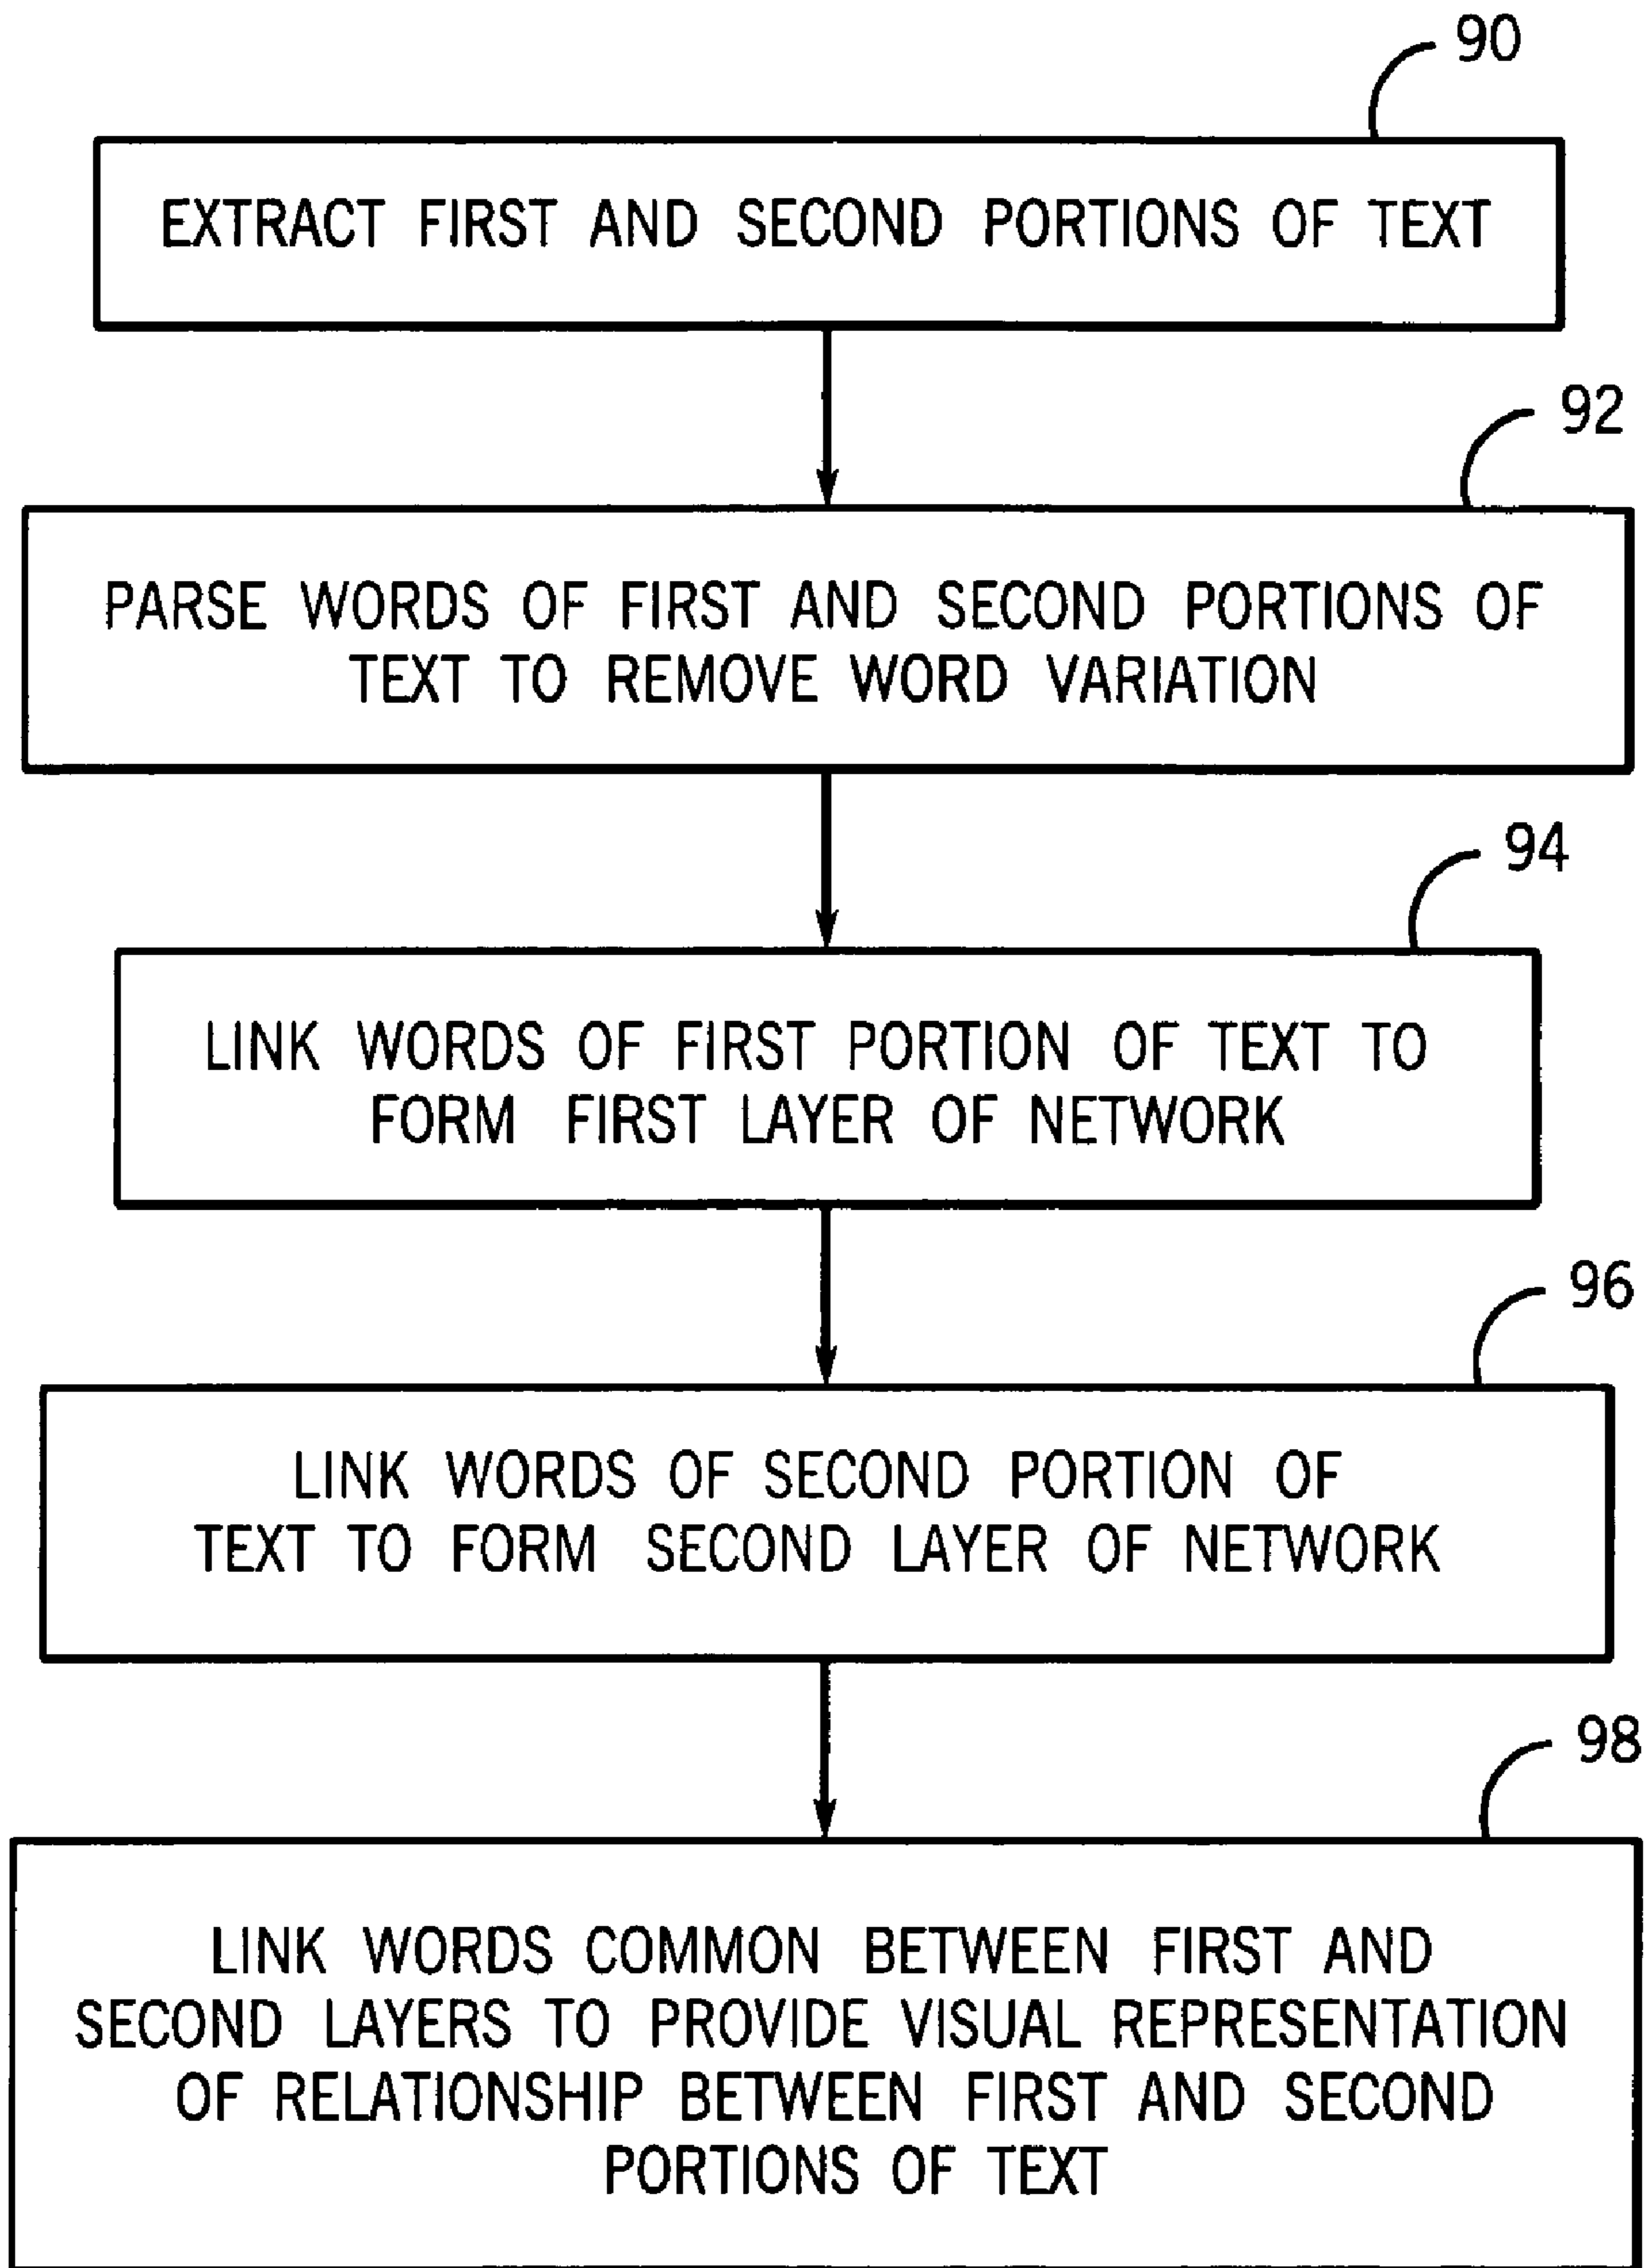 90
EXTRACT FIRST AND SECOND PORTIONS OF TEXT
92
PARSE WORDS OF FIRST AND SECOND PORTIONS OF
TEXT TO REMOVE WORD VARIATION
94
LINK WORDS OF FIRST PORTION OF TEXT TO
FORM FIRST LAYER OF NETWORK
96
LINK WORDS OF SECOND PORTION OF
TEXT TO FORM SECOND LAYER OF NETWORK
98
LINK WORDS COMMON BETWEEN FIRST AND
SECOND LAYERS TO PROVIDE VISUAL REPRESENTATION
OF RELATIONSHIP BETWEEN FIRST AND SECOND
PORTIONS OF TEXT